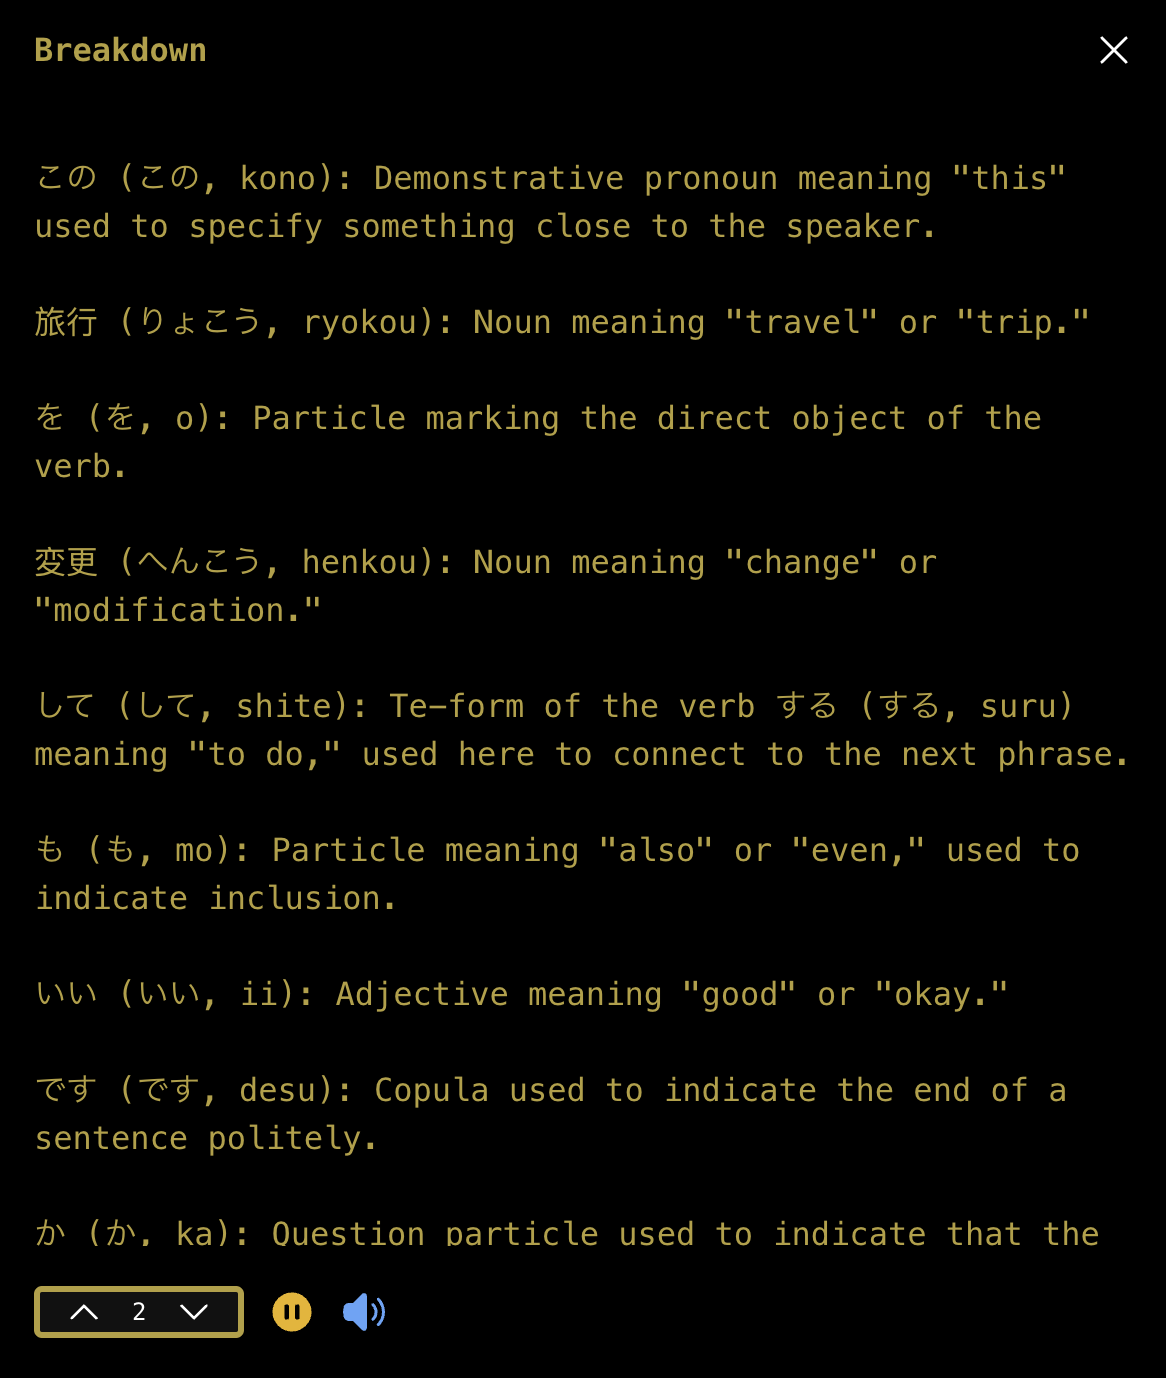 Breakdown
この (この, kono): Demonstrative pronoun meaning "this"
used to specify something close to the speaker.
旅行 (りょこう, ryokou): Noun meaning "travel" or "trip."
を (を, o): Particle marking the direct object of the
verb.
変更 (へんこう, henkou): Noun meaning "change" or
"modification."
して (して, shite): Te-form of the verb する (する, suru)
meaning "to do," used here to connect to the next phrase.
も (も, mo): Particle meaning "also" or "even," used to
indicate inclusion.
いい (いい, ii): Adjective meaning "good" or "okay."
です (です, desu): Copula used to indicate the end of a
sentence politely.
か (か, ka): Question particle used to indicate that the
2